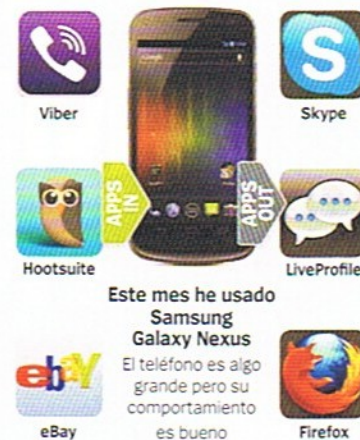 Viber
Skype
APPS
IN
APPS
OUT
Hootsuite
LiveProfile
Este mes he usado
Samsung
Galaxy Nexus
El teléfono es algo
grande pero su
comportamiento
es bueno
ebY
eBay
Firefox